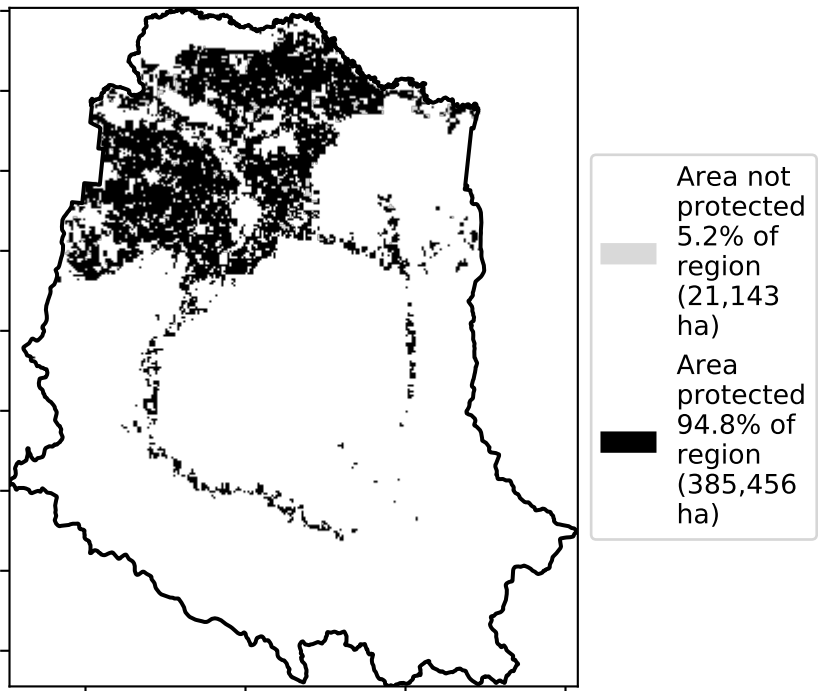 Area not
protected
5.2% of
region
(21,143
ha)
Area
protected
94.8% of
region
(385,456
ha)